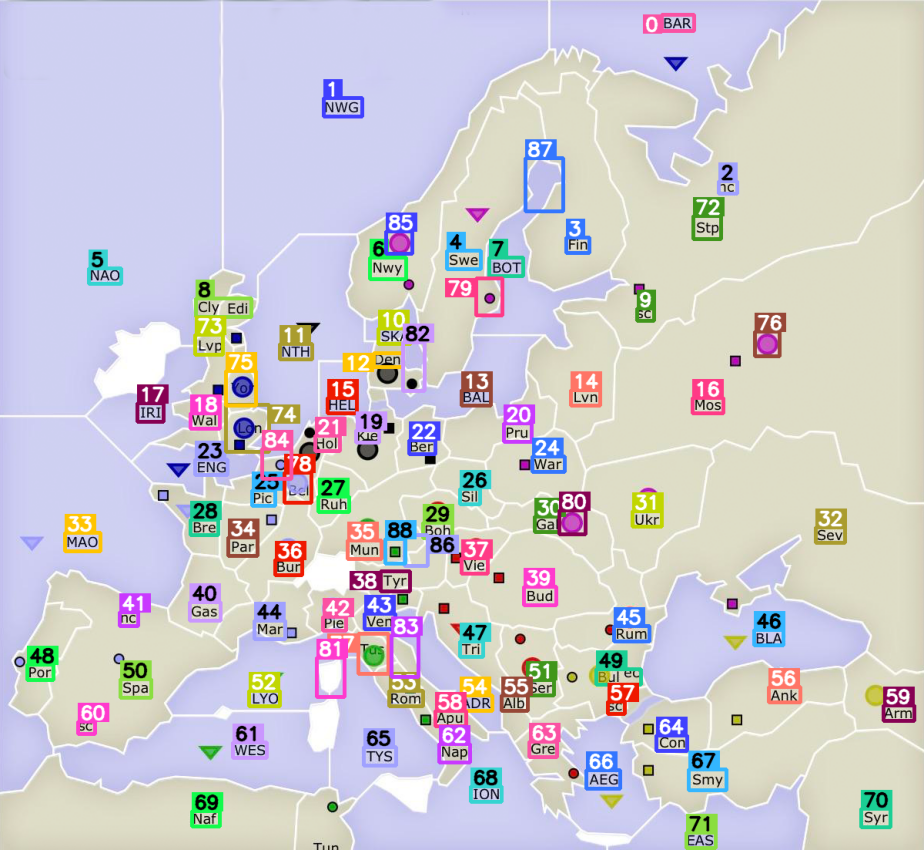 0 BAR
1
NWG
87
2
nc
72
Stp
85
3
Fin
4
Swe
7
BOT
6
Nwy
5
NAO
79
9
sc
8
Cly Edi
73
Lvp
10
SKA
82
11
NTH
12 Den
76
75
Yor
13
BAL
14
Lvn
15
HEL
16
Mos
17
IRI
18
Wal
74
Lon
19
Kie
20
Pru
21
Hol
22
Ber
84
23
ENG
24
War
78
Bel
25
Pic
26
Sil
27
Ruh
28
Bre
29
Boh
30
Gal
80
31
Ukr
32
Sev
33
MAO
34
Par
35
Mun
88
86
36
Bur
37
Vie
38 Tyr
39
Bud
40
Gas
41
nc
42
Pie
43
Ven
44
Mar
83
45
Rum
46
BLA
47
Tri
77
Tus
81
48
Por
49
Bul ec
50
Spa
51
Ser
52
LYO
53
Rom
54
ADR
55
Alb
56
Ank
57
sc
58
Apu
59
Arm
60
sc
61
WES
62
Nap
63
Gre
64
Con
65
TYS
66
AEG
67
Smy
68
ION
69
Naf
70
Syr
71
EAS
Tun